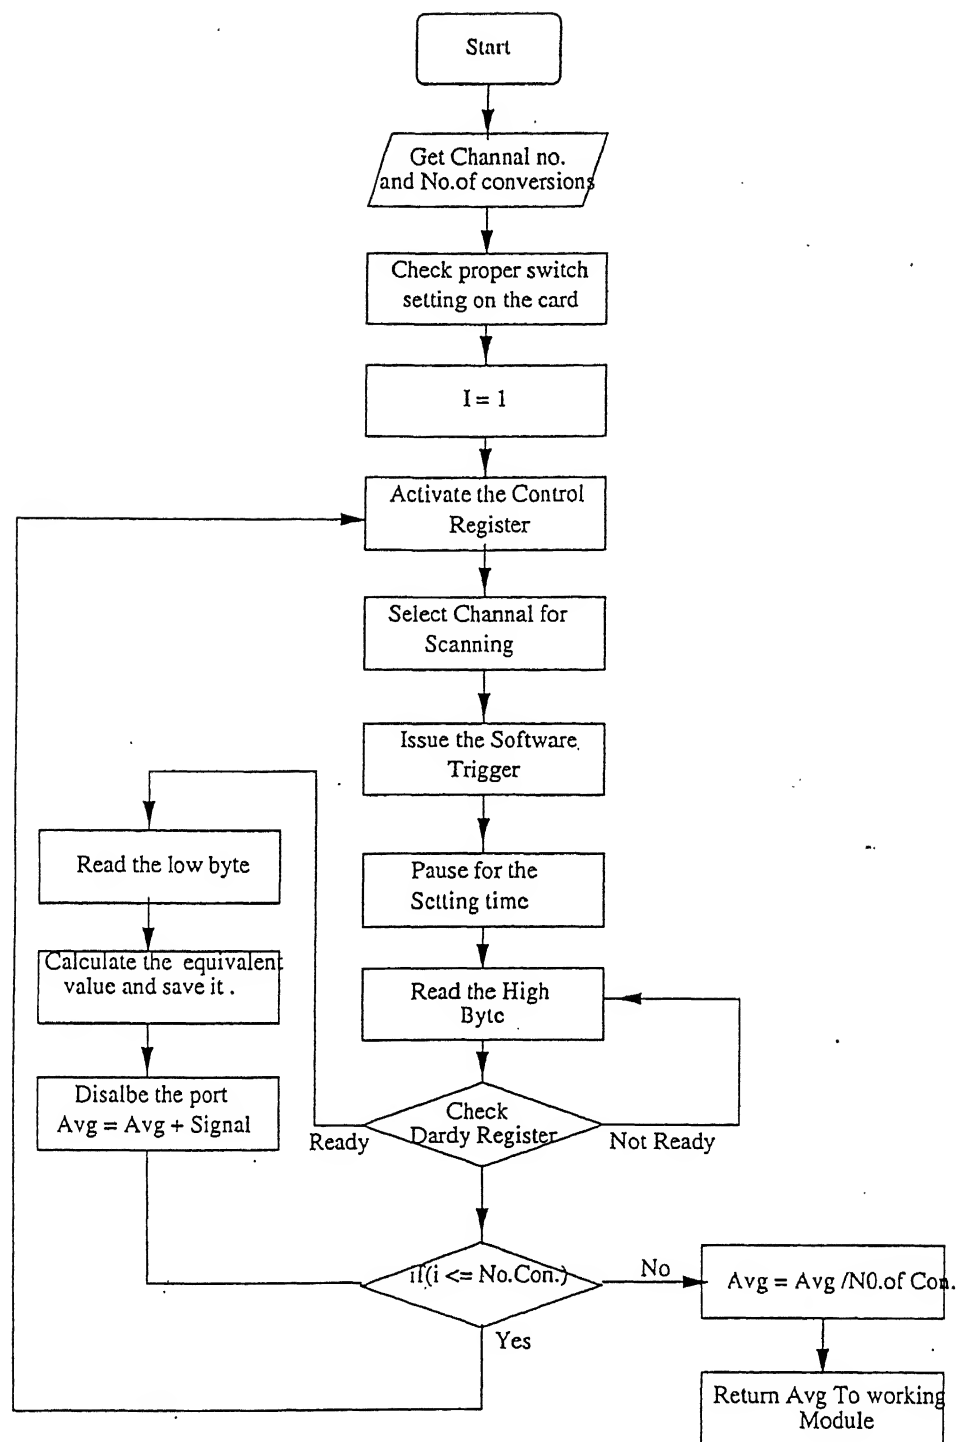 Start
Get Channal no.
and No.of conversions
Check proper switch
setting on the card
I = 1
Activate the Control
Register
Select Channal for
Scanning
Issue the Software
Trigger
Pause for the
Setting time
Read the High
Byte
Check
Dardy Register
Ready
Not Ready
Read the low byte
Calculate the equivalent
value and save it .
Disalbe the port
Avg = Avg + Signal
if(i <= No.Con.)
No
Yes
Avg = Avg /N0.of Con.
Return Avg To working
Module